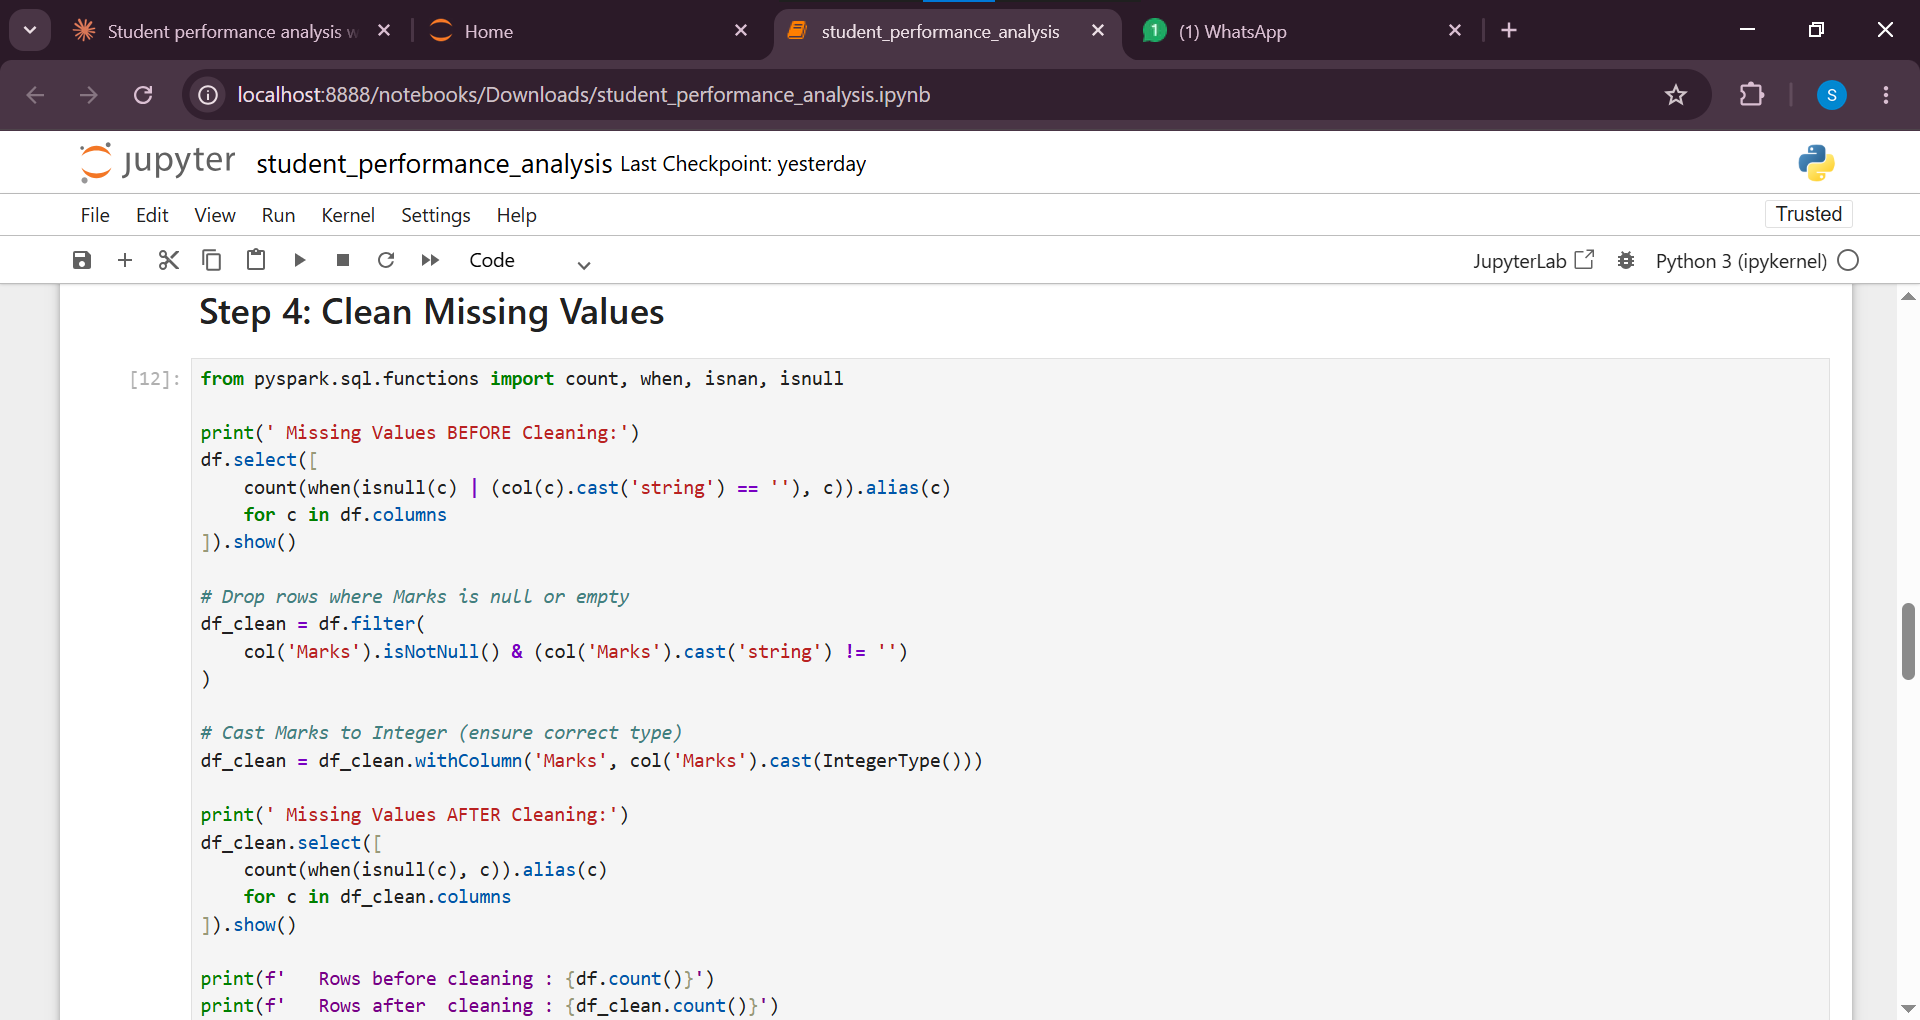 Student performance analysis w
Home
student_performance_analysis
1
(1) WhatsApp
localhost:8888/notebooks/Downloads/student_performance_analysis.ipynb
S
jupyter student_performance_analysis Last Checkpoint: yesterday
File Edit View Run Kernel Settings Help
Trusted
Code
JupyterLab
Python 3 (ipykernel)
Step 4: Clean Missing Values
[12]:
from pyspark.sql.functions import count, when, isnan, isnull

print(' Missing Values BEFORE Cleaning:')
df.select([
    count(when(isnull(c) | (col(c).cast('string') == ''), c)).alias(c)
    for c in df.columns
]).show()

# Drop rows where Marks is null or empty
df_clean = df.filter(
    col('Marks').isNotNull() & (col('Marks').cast('string') != '')
)

# Cast Marks to Integer (ensure correct type)
df_clean = df_clean.withColumn('Marks', col('Marks').cast(IntegerType()))

print(' Missing Values AFTER Cleaning:')
df_clean.select([
    count(when(isnull(c), c)).alias(c)
    for c in df_clean.columns
]).show()

print(f'   Rows before cleaning : {df.count()}')
print(f'   Rows after  cleaning : {df_clean.count()}')